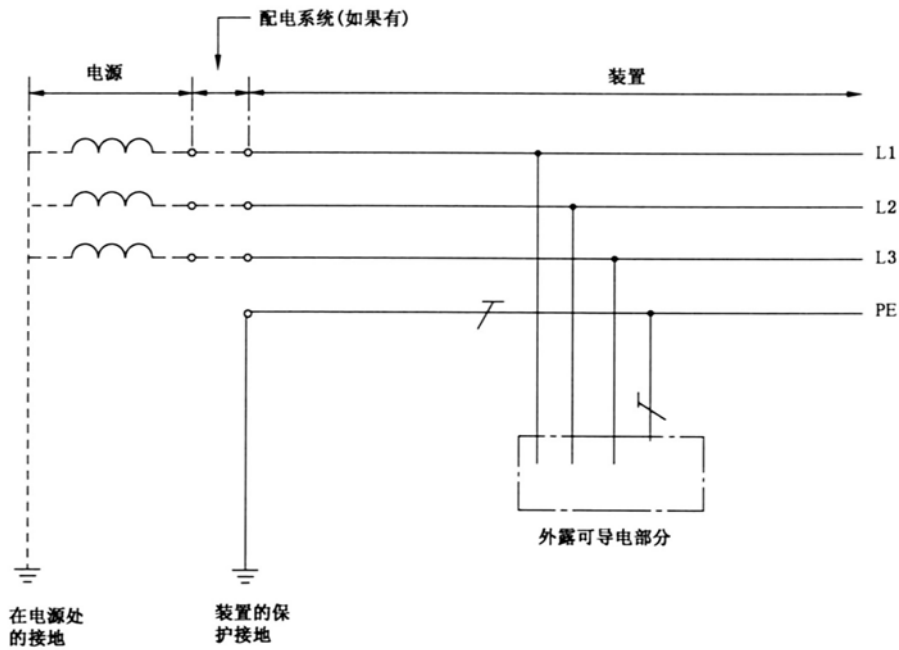 配电系统(如果有)
电源
装置
L1
L2
L3
PE
外露可导电部分
在电源处
的接地
装置的保
护接地